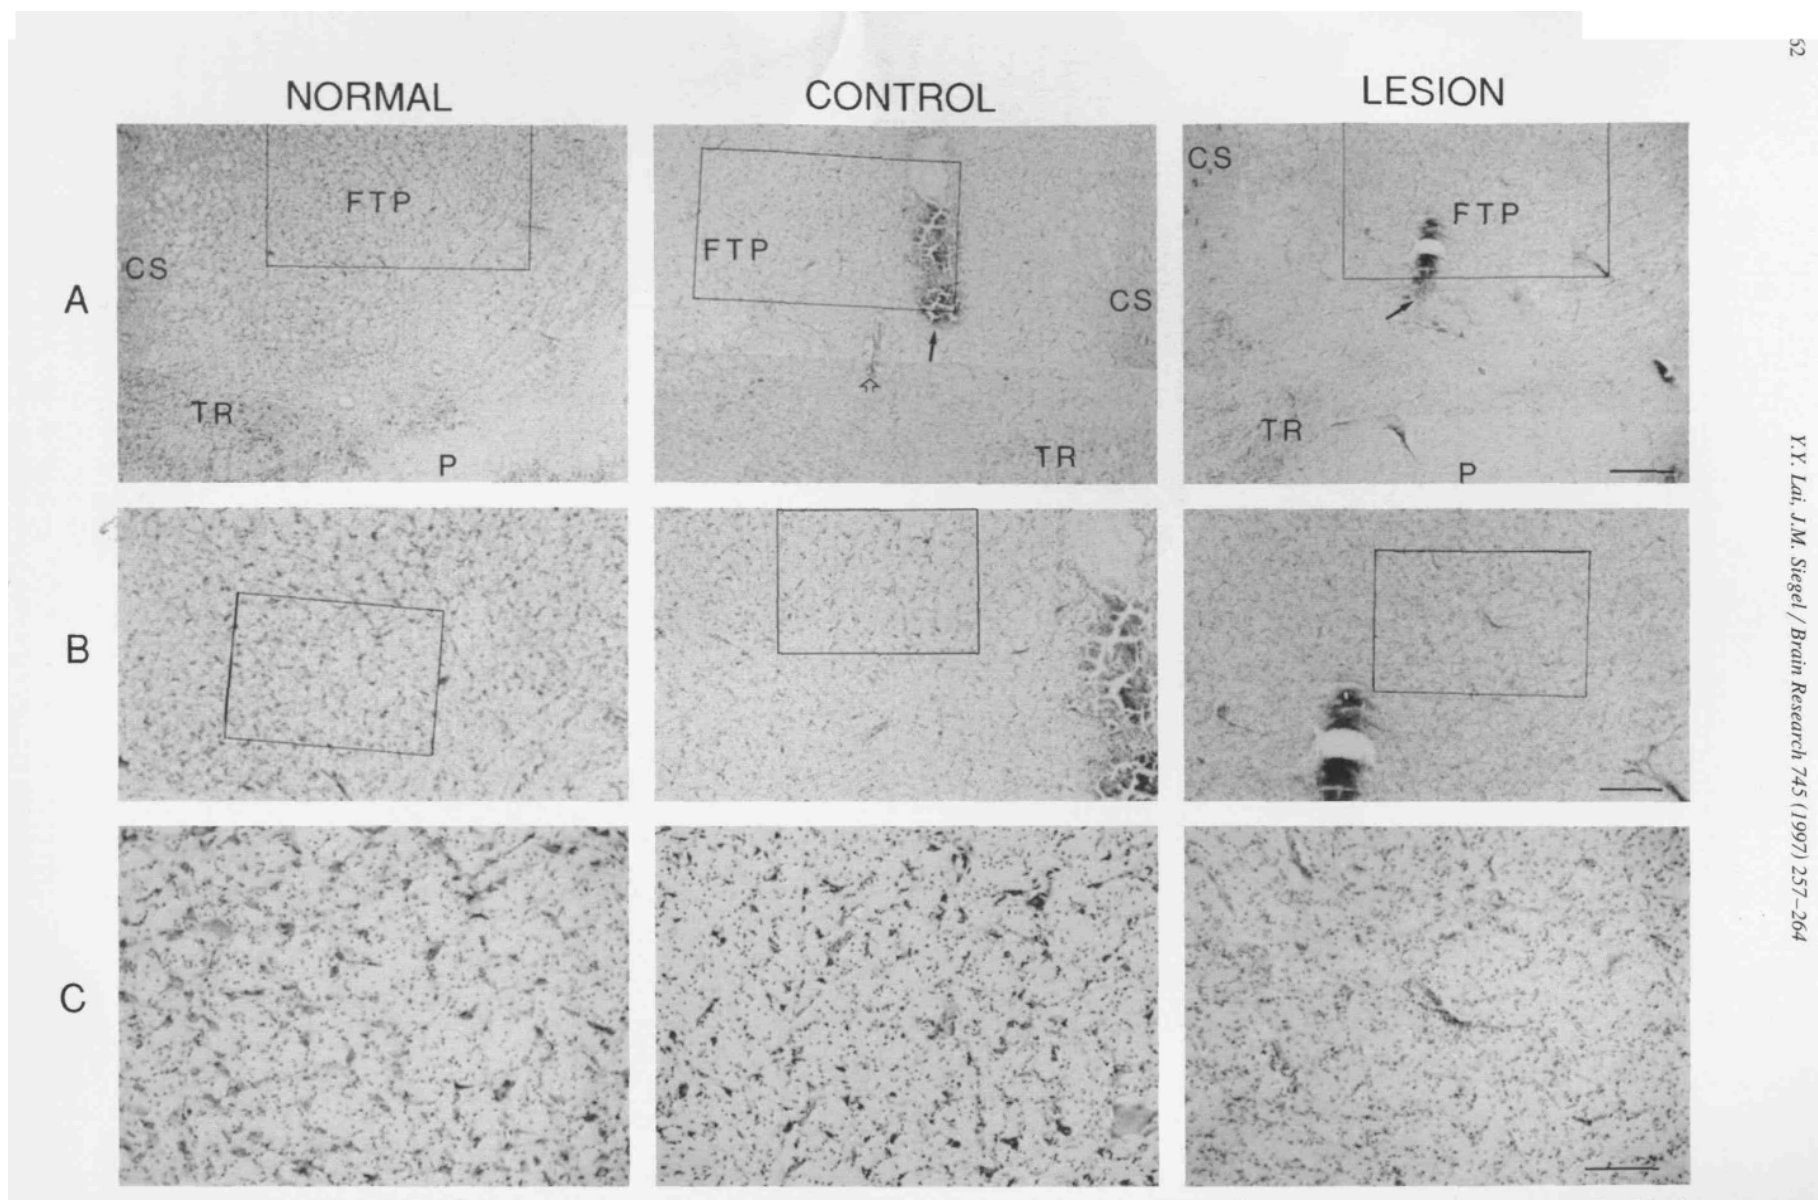 52
NORMAL CONTROL LESION
A
FTP
CS
TR
P
FTP
CS
TR
CS
FTP
TR
P
B
C
Y.Y. Lai, J.M. Siegel / Brain Research 745 (1997) 257–264